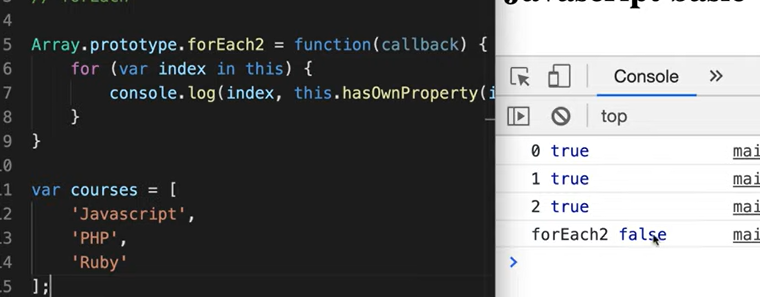 // forEach
4
5 Array.prototype.forEach2 = function(callback) {
6 for (var index in this) {
7 console.log(index, this.hasOwnProperty(i
8 }
9 }
10
11 var courses = [
12 'Javascript',
13 'PHP',
14 'Ruby'
15 ];
Javascript basic
Console »
top
0 true mai
1 true mai
2 true mai
forEach2 false mai
>